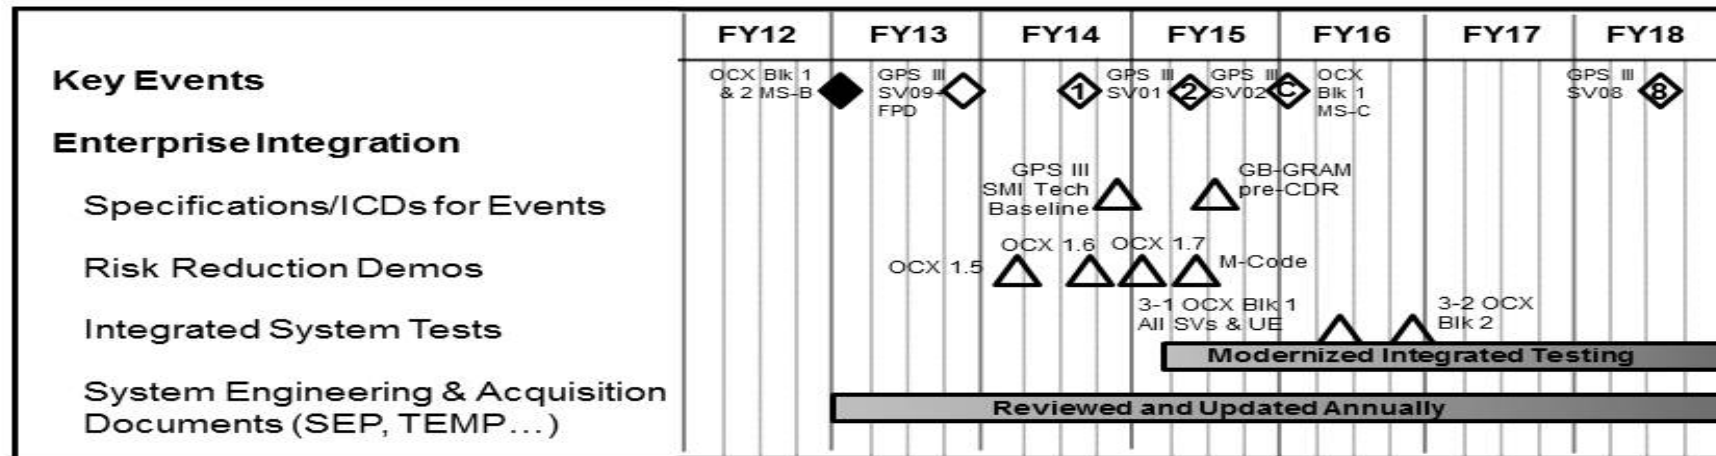 FY12 FY13 FY14 FY15 FY16 FY17 FY18
Key Events
OCX Blk 1
& 2 MS-B
GPS III
SV09+
FPD
1
GPS III
SV01
2
GPS III
SV02
C
OCX
Blk 1
MS-C
GPS III
SV08
8
Enterprise Integration
Specifications/ICDs for Events
GPS III
SMI Tech
Baseline
GB-GRAM
pre-CDR
Risk Reduction Demos
OCX 1.5
OCX 1.6
OCX 1.7
M-Code
Integrated System Tests
3-1 OCX Blk 1
All SVs & UE
3-2 OCX
Blk 2
Modernized Integrated Testing
System Engineering & Acquisition
Documents (SEP, TEMP...)
Reviewed and Updated Annually